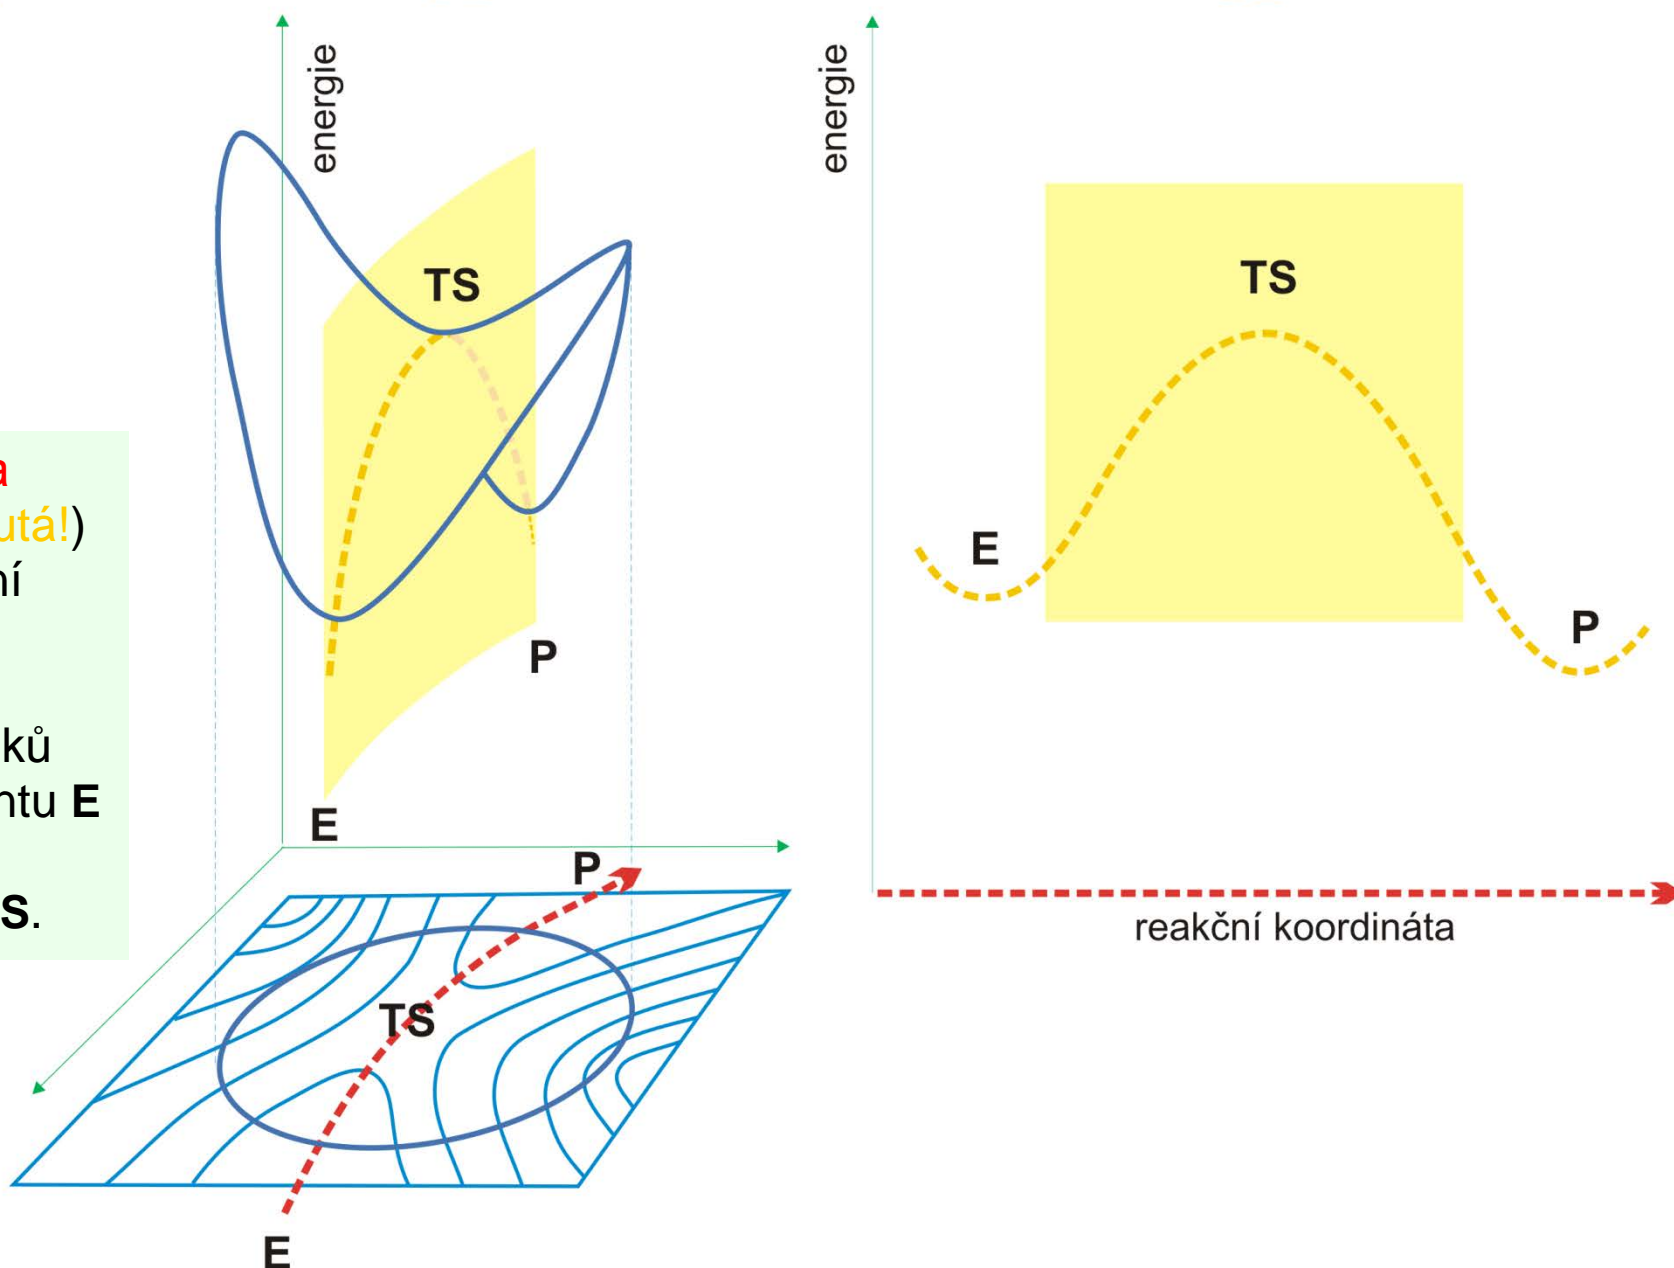 energie
TS
P
E
a
utá!)
ní
ků
ntu E
S.
P
TS
E
energie
TS
E
P
reakční koordináta